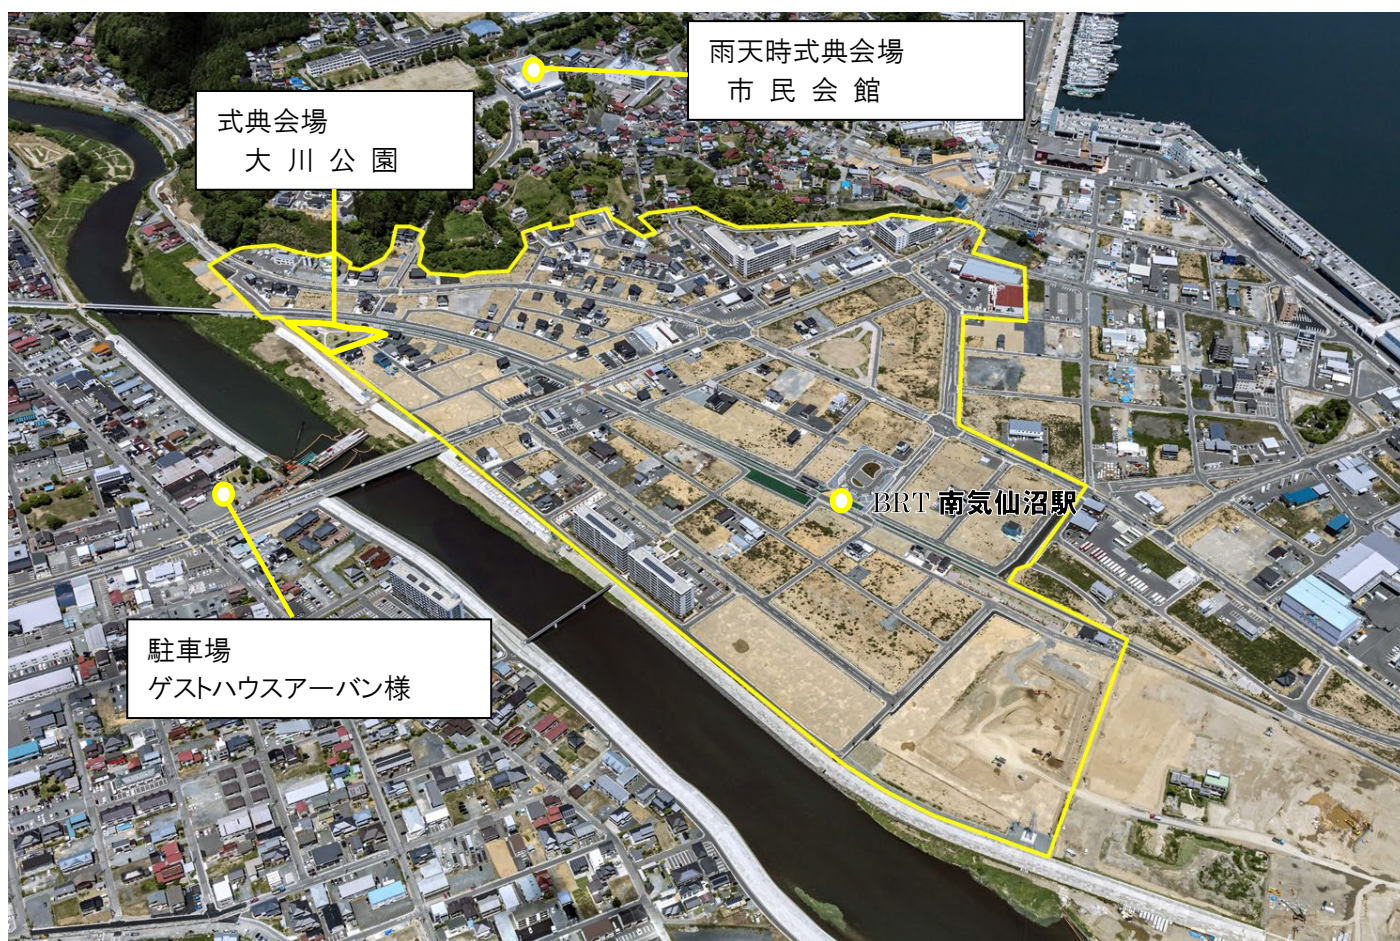 雨天時式典会場
市 民 会 館
式典会場
大 川 公 園
BRT 南気仙沼駅
駐車場
ゲストハウスアーバン様